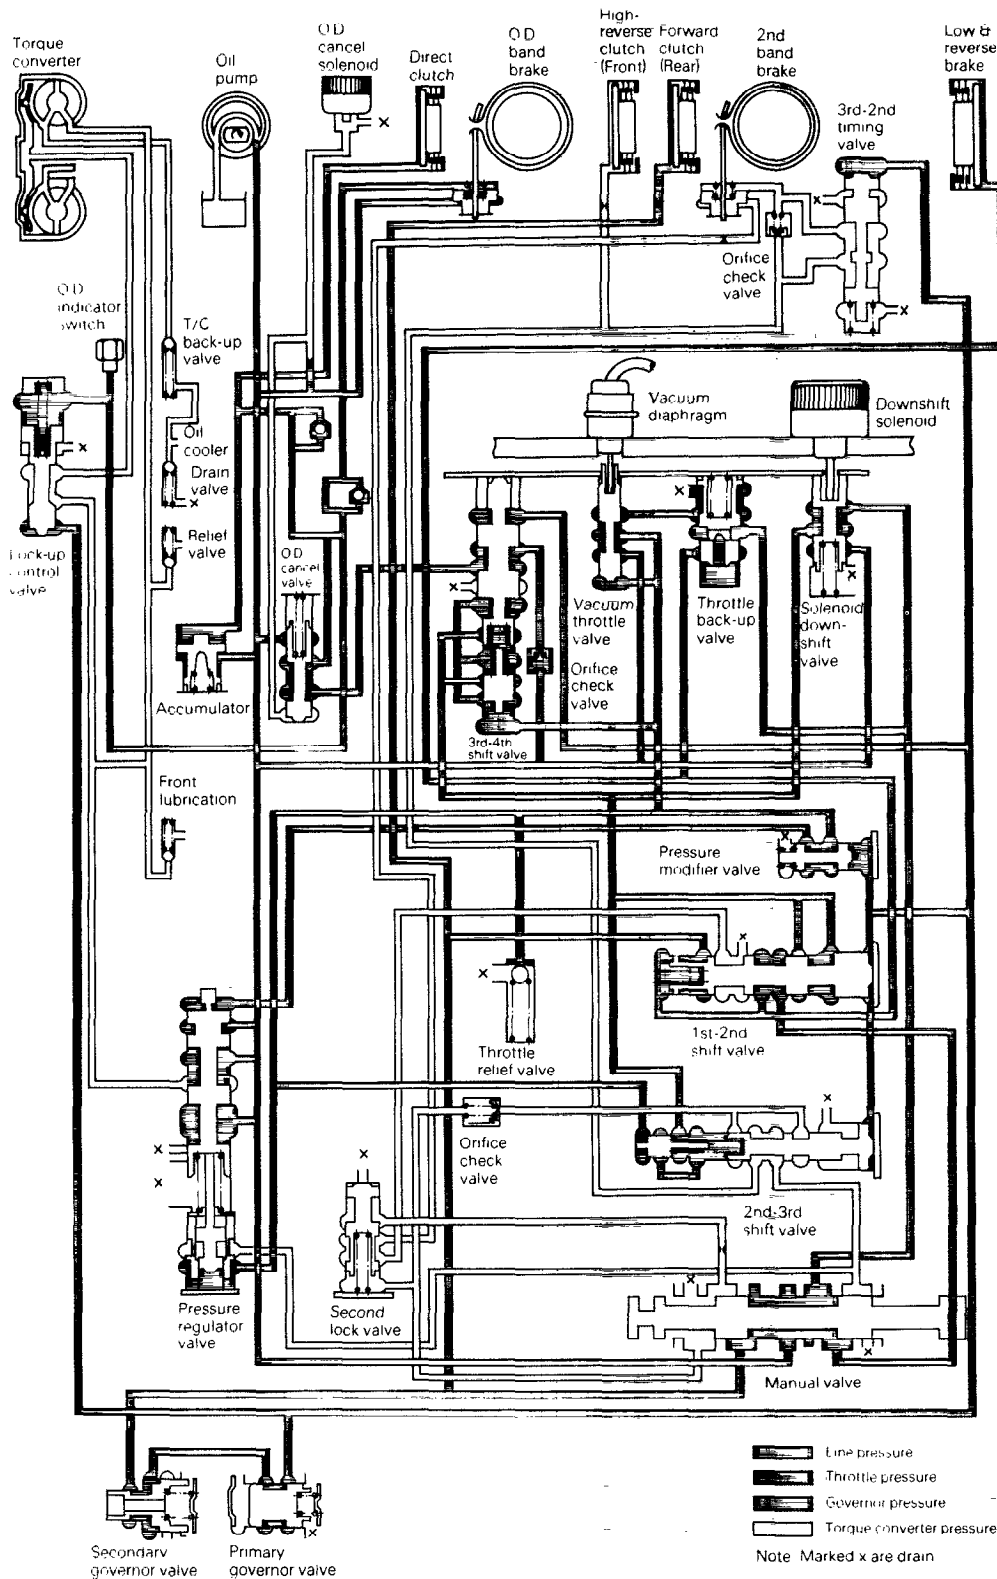 Torque
converter
Oil
pump
O D
cancel
solenoid
Direct
clutch
O D
band
brake
High-
reverse
clutch
(Front)
Forward
clutch
(Rear)
2nd
band
brake
Low &
reverse
brake
3rd-2nd
timing
valve
x
x
x
x
Orifice
check
valve
O D
indicator
switch
T/C
back-up
valve
Vacuum
diaphragm
Downshift
solenoid
Oil
cooler
Drain
valve
x
x
x
Relief
valve
Lock-up
control
valve
O D
cancel
valve
x
x
Vacuum
throttle
valve
Throttle
back-up
valve
Solenoid
down-
shift
valve
Orifice
check
valve
Accumulator
3rd-4th
shift valve
Front
lubrication
x
Pressure
modifier valve
x
x
1st-2nd
shift valve
Throttle
relief valve
x
x
x
x
Orifice
check
valve
2nd-3rd
shift valve
x
Pressure
regulator
valve
Second
lock valve
x
Manual valve
Line pressure
Throttle pressure
Governor pressure
Torque converter pressure
Note Marked x are drain
x
Secondary
governor valve
Primary
governor valve